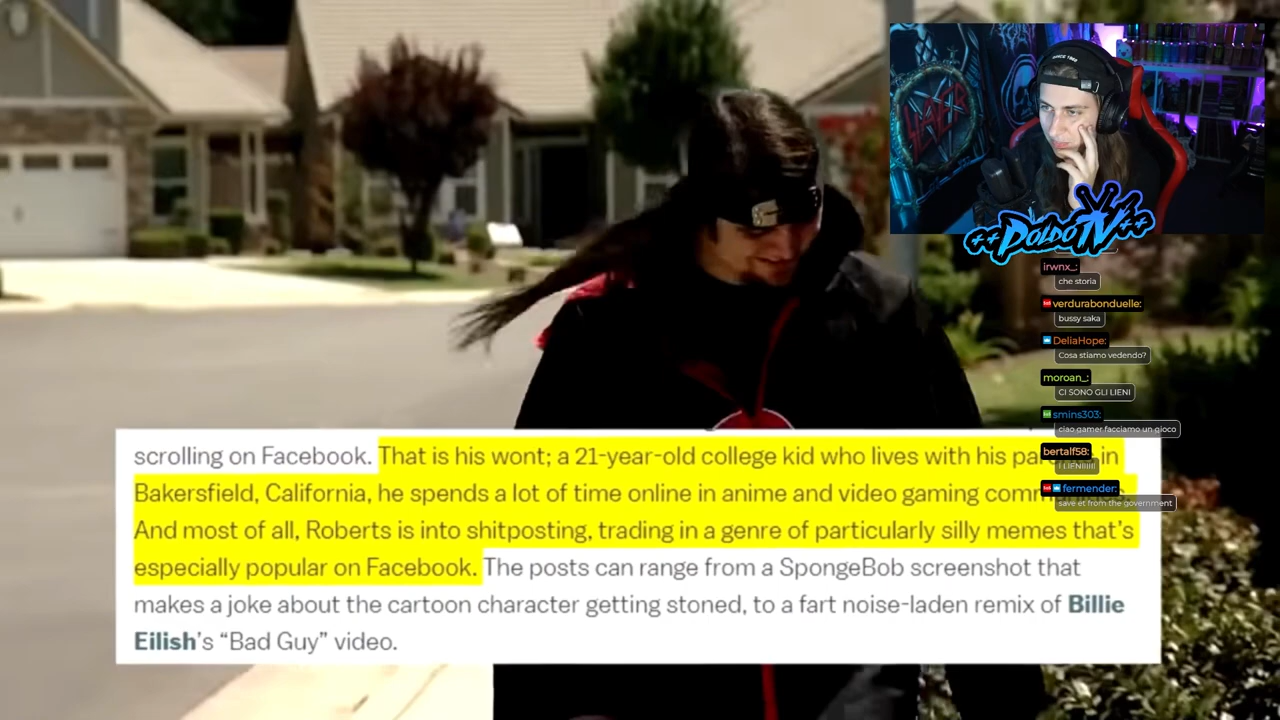 SINCE 1986
SLAYER
++ DOLDOTV++
irwnx_:
che storia
verdurabonduelle:
bussy saka
DeliaHope:
Cosa stiamo vedendo?
moroan_:
CI SONO GLI LIENI
smins303:
ciao gamer facciamo un gioco
bertalf58:
I LIENIIIIII
fermender:
save et from the government
scrolling on Facebook. That is his wont; a 21-year-old college kid who lives with his in
Bakersfield, California, he spends a lot of time online in anime and video gaming
And most of all, Roberts is into shitposting, trading in a genre of particularly silly memes that's
especially popular on Facebook. The posts can range from a SpongeBob screenshot that
makes a joke about the cartoon character getting stoned, to a fart noise-laden remix of Billie
Eilish's “Bad Guy” video.